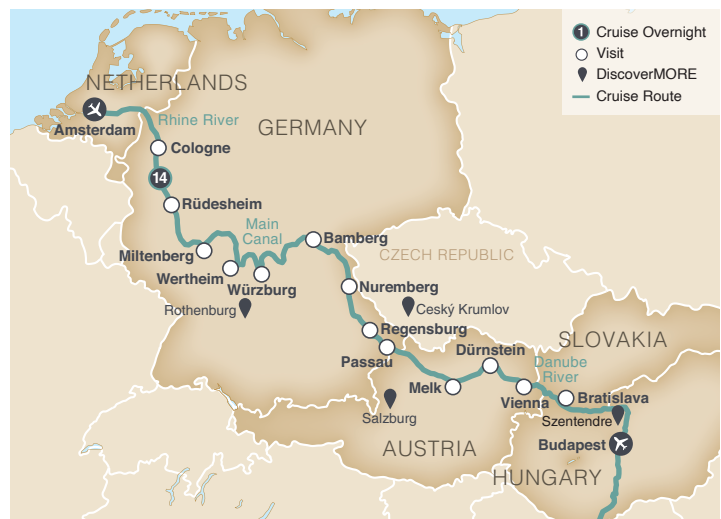 1 Cruise Overnight
Visit
DiscoverMORE
Cruise Route
NETHERLANDS
Amsterdam
Rhine River
GERMANY
Cologne
14
Rüdesheim
Main
Canal
Bamberg
Miltenberg
Wertheim
Würzburg
CZECH REPUBLIC
Nuremberg
Rothenburg
Ceský Krumlov
Regensburg
SLOVAKIA
Passau
Dürnstein
Danube
River
Melk
Vienna
Bratislava
Salzburg
Szentendre
AUSTRIA
Budapest
HUNGARY